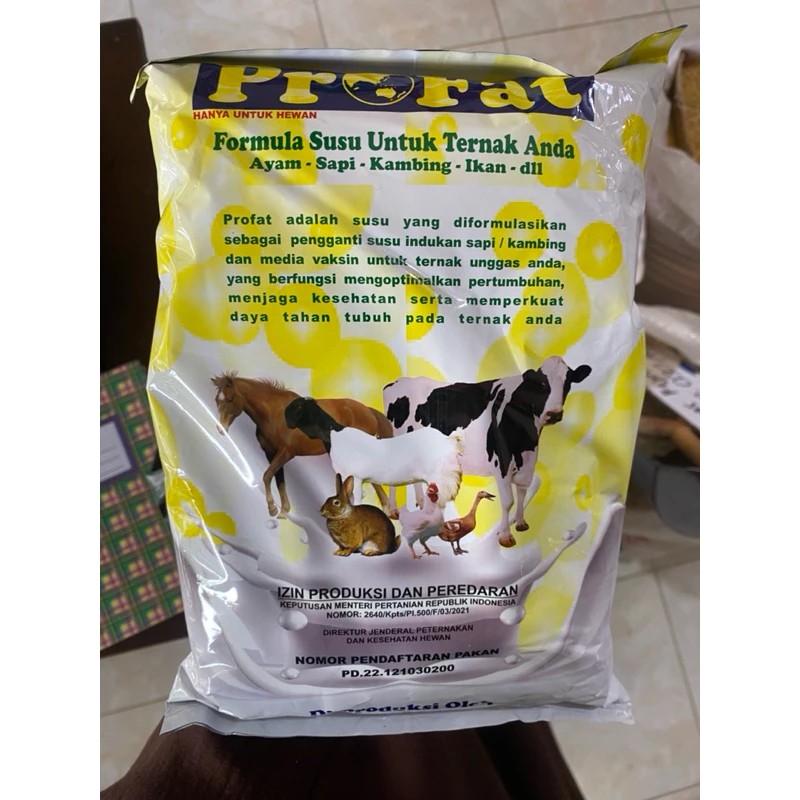 Profat
HANYA UNTUK HEWAN
Formula Susu Untuk Ternak Anda
Ayam - Sapi - Kambing - Ikan - dll
Profat adalah susu yang diformulasikan
sebagai pengganti susu indukan sapi / kambing
dan media vaksin untuk ternak unggas anda,
yang berfungsi mengoptimalkan pertumbuhan,
menjaga kesehatan serta memperkuat
daya tahan tubuh pada ternak anda
IZIN PRODUKSI DAN PEREDARAN
KEPUTUSAN MENTERI PERTANIAN REPUBLIK INDONESIA
NOMOR: 2640/Kpts/PI.500/F/03/2021
DIREKTUR JENDERAL PETERNAKAN
DAN KESEHATAN HEWAN
NOMOR PENDAFTARAN PAKAN
PD.22.121030200
Diproduksi Oleh